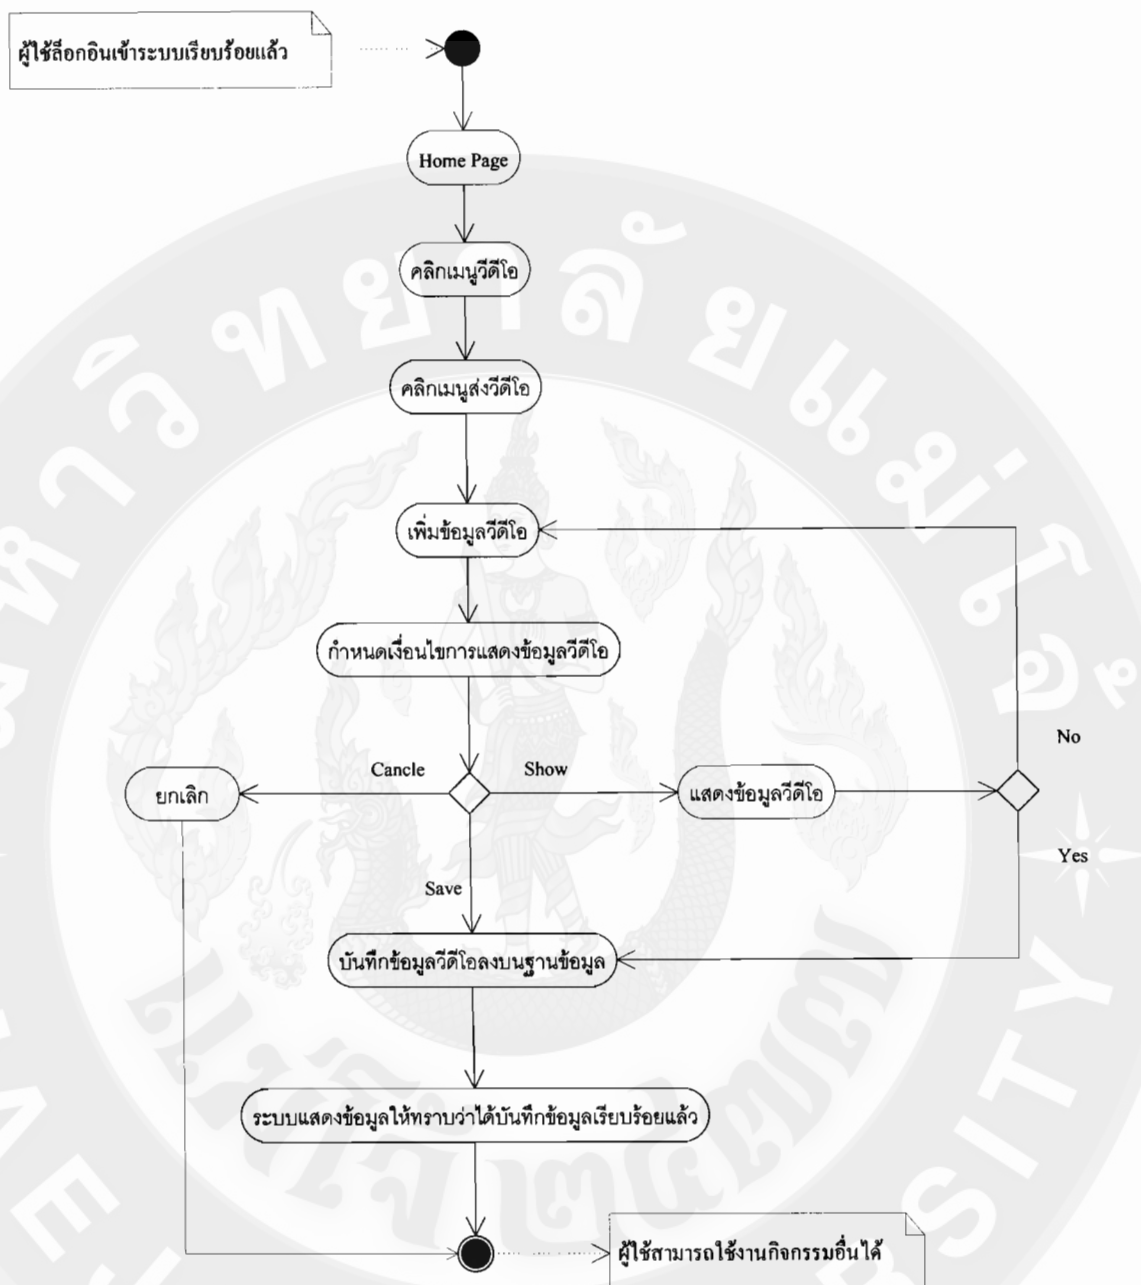 ผู้ใช้ล็อกอินเข้าระบบเรียบร้อยแล้ว
Home Page
คลิกเมนูวีดีโอ
คลิกเมนูส่งวีดีโอ
เพิ่มข้อมูลวีดีโอ
กำหนดเงื่อนไขการแสดงข้อมูลวีดีโอ
No
Cancle
Show
ยกเลิก
แสดงข้อมูลวีดีโอ
Yes
Save
บันทึกข้อมูลวีดีโอลงบนฐานข้อมูล
ระบบแสดงข้อมูลให้ทราบว่าได้บันทึกข้อมูลเรียบร้อยแล้ว
ผู้ใช้สามารถใช้งานกิจกรรมอื่นได้